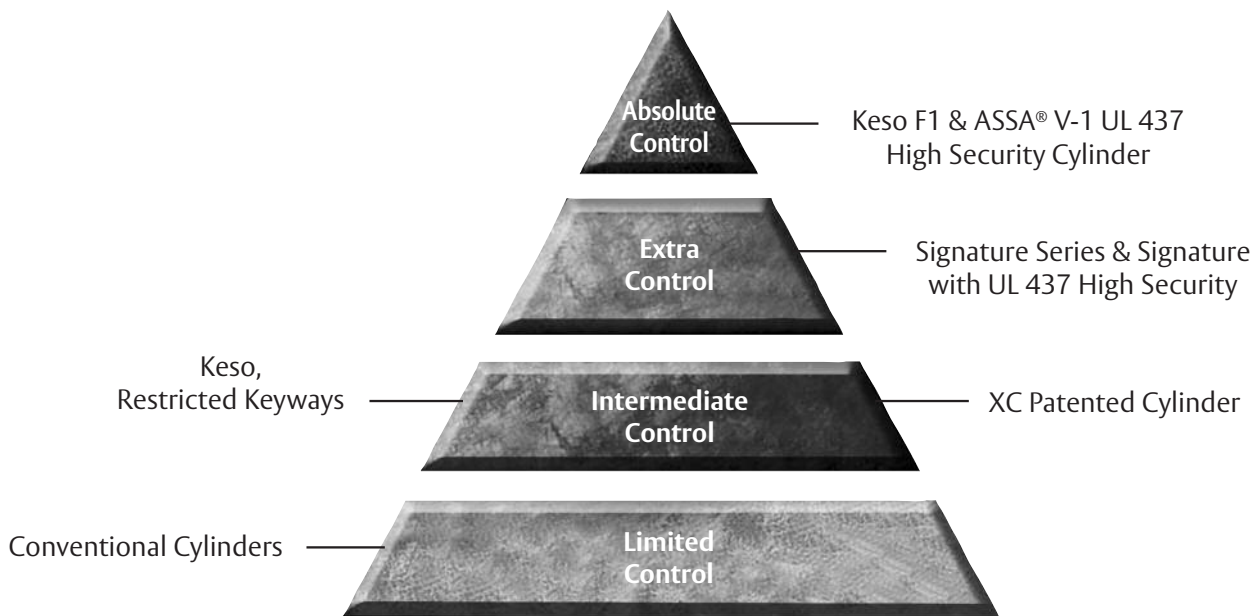 Absolute
Control
Keso F1 & ASSA® V-1 UL 437
High Security Cylinder
Extra
Control
Signature Series & Signature
with UL 437 High Security
Keso,
Restricted Keyways
Intermediate
Control
XC Patented Cylinder
Conventional Cylinders
Limited
Control